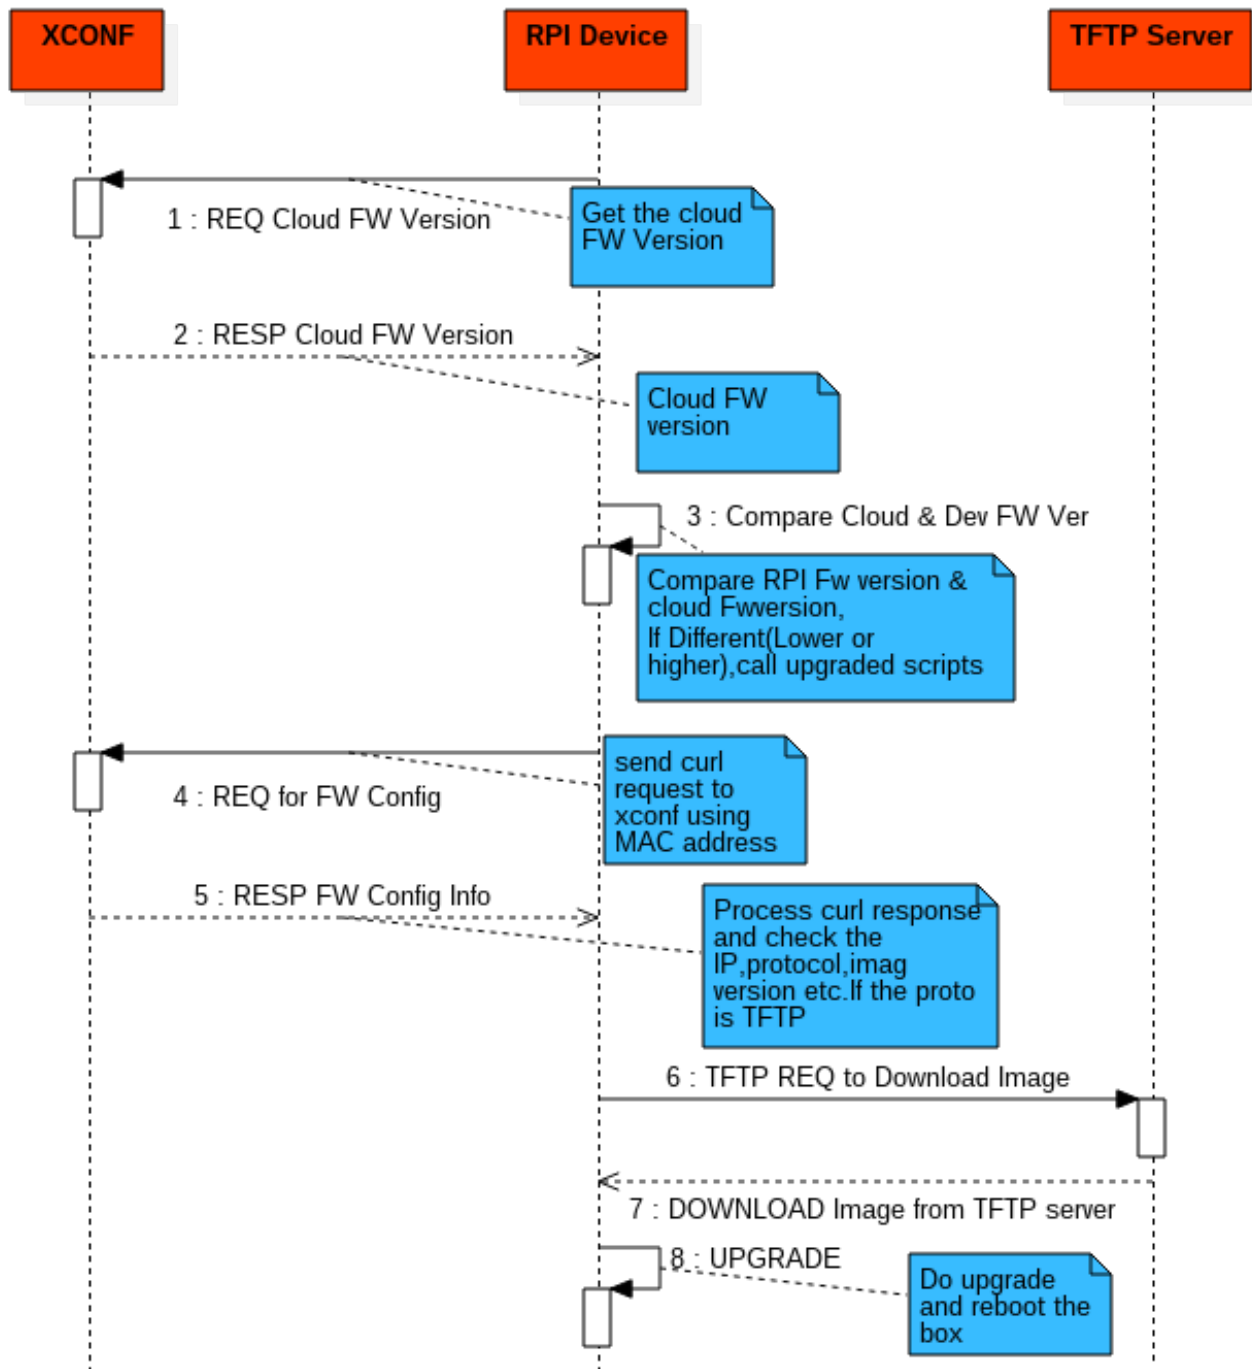 XCONF
RPI Device
TFTP Server
1 : REQ Cloud FW Version
Get the cloud
FW Version
2 : RESP Cloud FW Version
Cloud FW
version
3 : Compare Cloud & Dev FW Ver
Compare RPI Fw version &
cloud Fwversion,
If Different(Lower or
higher),call upgraded scripts
4 : REQ for FW Config
send curl
request to
xconf using
MAC address
5 : RESP FW Config Info
Process curl response
and check the
IP,protocol,imag
version etc.If the proto
is TFTP
6 : TFTP REQ to Download Image
7 : DOWNLOAD Image from TFTP server
8 : UPGRADE
Do upgrade
and reboot the
box